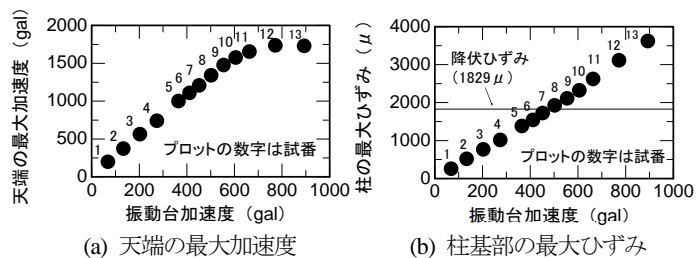 (a)
2000
1500
1000
500
0
天端の最大加速度 (gal)
1 2 3 4 5 6 7 8 9 10 11 12 13
プロットの数字は試番
0 200 400 600 800 1000
振動台加速度 (gal)
(a) 天端の最大加速度
(b)
4000
3000
2000
1000
0
柱の最大ひずみ (μ)
降伏ひずみ
(1829μ)
1 2 3 4 5 6 7 8 9 10 11 12 13
プロットの数字は試番
0 200 400 600 800 1000
振動台加速度 (gal)
(b) 柱基部の最大ひずみ